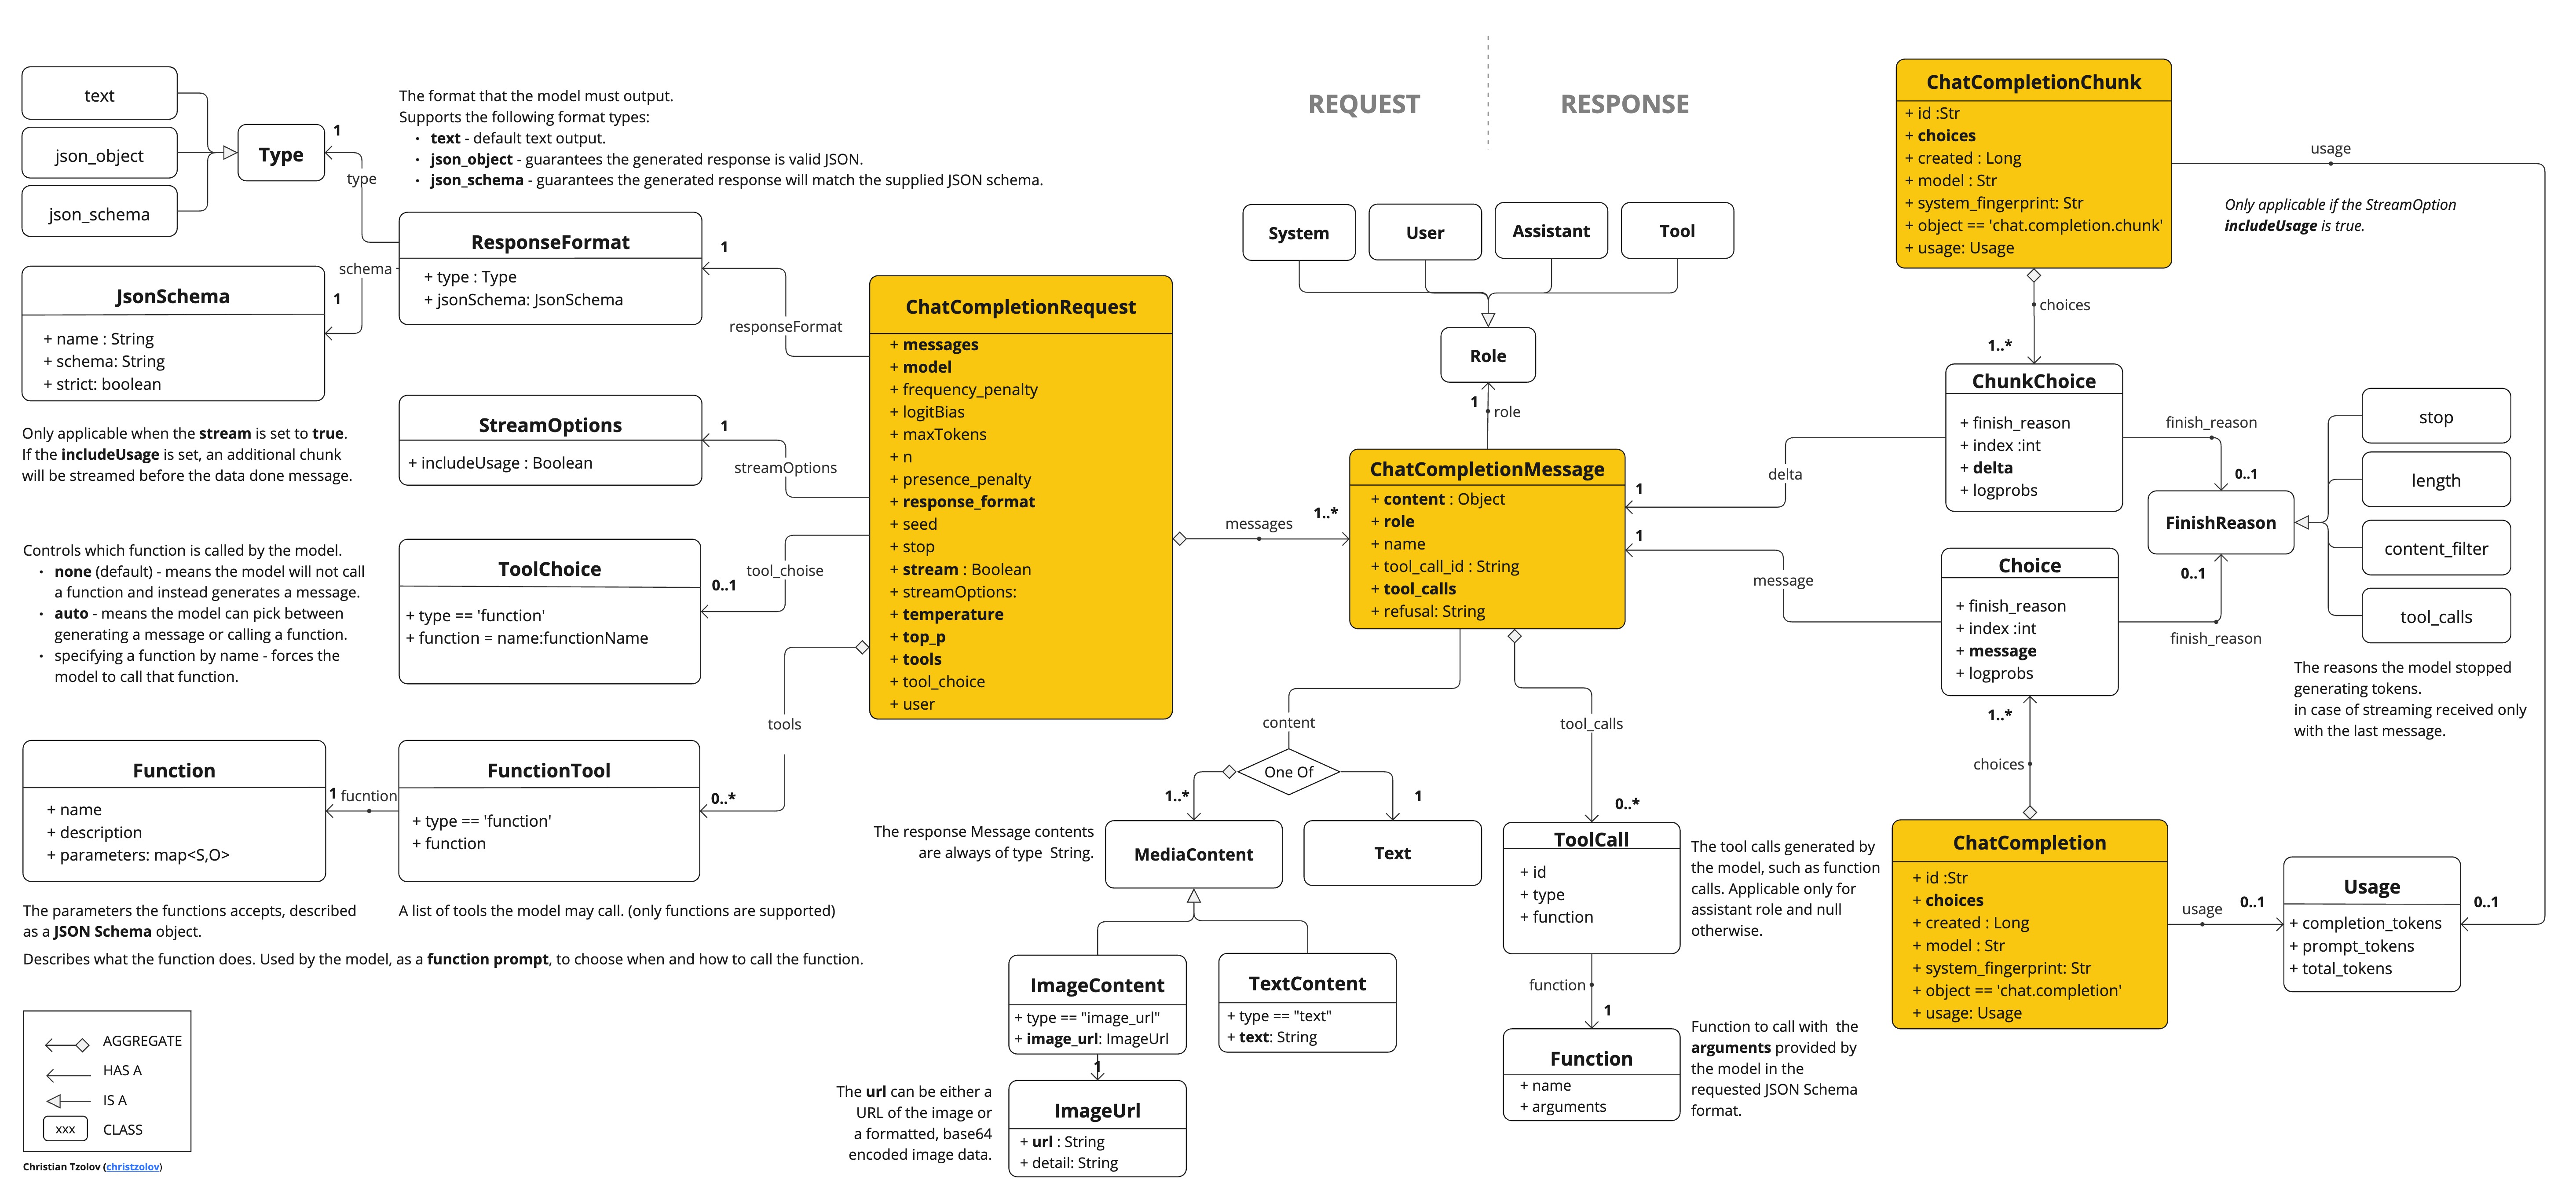 REQUEST
RESPONSE
text
json_object
json_schema
Type
1
type
The format that the model must output.
Supports the following format types:
• text - default text output.
• json_object - guarantees the generated response is valid JSON.
• json_schema - guarantees the generated response will match the supplied JSON schema.
ResponseFormat
+ type : Type
+ jsonSchema: JsonSchema
1
responseFormat
schema
1
JsonSchema
+ name : String
+ schema: String
+ strict: boolean
Only applicable when the stream is set to true.
If the includeUsage is set, an additional chunk
will be streamed before the data done message.
StreamOptions
+ includeUsage : Boolean
1
streamOptions
Controls which function is called by the model.
• none (default) - means the model will not call
a function and instead generates a message.
• auto - means the model can pick between
generating a message or calling a function.
• specifying a function by name - forces the
model to call that function.
ToolChoice
+ type == 'function'
+ function = name:functionName
tool_choise
0..1
tools
0..*
Function
+ name
+ description
+ parameters: map<S,O>
1
fucntion
FunctionTool
+ type == 'function'
+ function
The parameters the functions accepts, described
as a JSON Schema object.
A list of tools the model may call. (only functions are supported)
Describes what the function does. Used by the model, as a function prompt, to choose when and how to call the function.
ChatCompletionRequest
+ messages
+ model
+ frequency_penalty
+ logitBias
+ maxTokens
+ n
+ presence_penalty
+ response_format
+ seed
+ stop
+ stream : Boolean
+ streamOptions:
+ temperature
+ top_p
+ tools
+ tool_choice
+ user
messages
1..*
System
User
Assistant
Tool
Role
1
role
ChatCompletionMessage
+ content : Object
+ role
+ name
+ tool_call_id : String
+ tool_calls
+ refusal: String
1
delta
1
message
content
One Of
1..*
1
The response Message contents
are always of type String.
MediaContent
Text
ImageContent
+ type == "image_url"
+ image_url: ImageUrl
TextContent
+ type == "text"
+ text: String
1
The url can be either a
URL of the image or
a formatted, base64
encoded image data.
ImageUrl
+ url : String
+ detail: String
tool_calls
0..*
ToolCall
+ id
+ type
+ function
The tool calls generated by
the model, such as function
calls. Applicable only for
assistant role and null
otherwise.
function
1
Function
+ name
+ arguments
Function to call with the
arguments provided by
the model in the
requested JSON Schema
format.
ChatCompletionChunk
+ id :Str
+ choices
+ created : Long
+ model : Str
+ system_fingerprint: Str
+ object == 'chat.completion.chunk'
+ usage: Usage
usage
Only applicable if the StreamOption
includeUsage is true.
choices
1..*
ChunkChoice
+ finish_reason
+ index :int
+ delta
+ logprobs
finish_reason
0..1
FinishReason
stop
length
content_filter
tool_calls
Choice
+ finish_reason
+ index :int
+ message
+ logprobs
0..1
finish_reason
The reasons the model stopped
generating tokens.
in case of streaming received only
with the last message.
1..*
choices
ChatCompletion
+ id :Str
+ choices
+ created : Long
+ model : Str
+ system_fingerprint: Str
+ object == 'chat.completion'
+ usage: Usage
usage
0..1
Usage
+ completion_tokens
+ prompt_tokens
+ total_tokens
0..1
AGGREGATE
HAS A
IS A
xxx
CLASS
Christian Tzolov (christzolov)